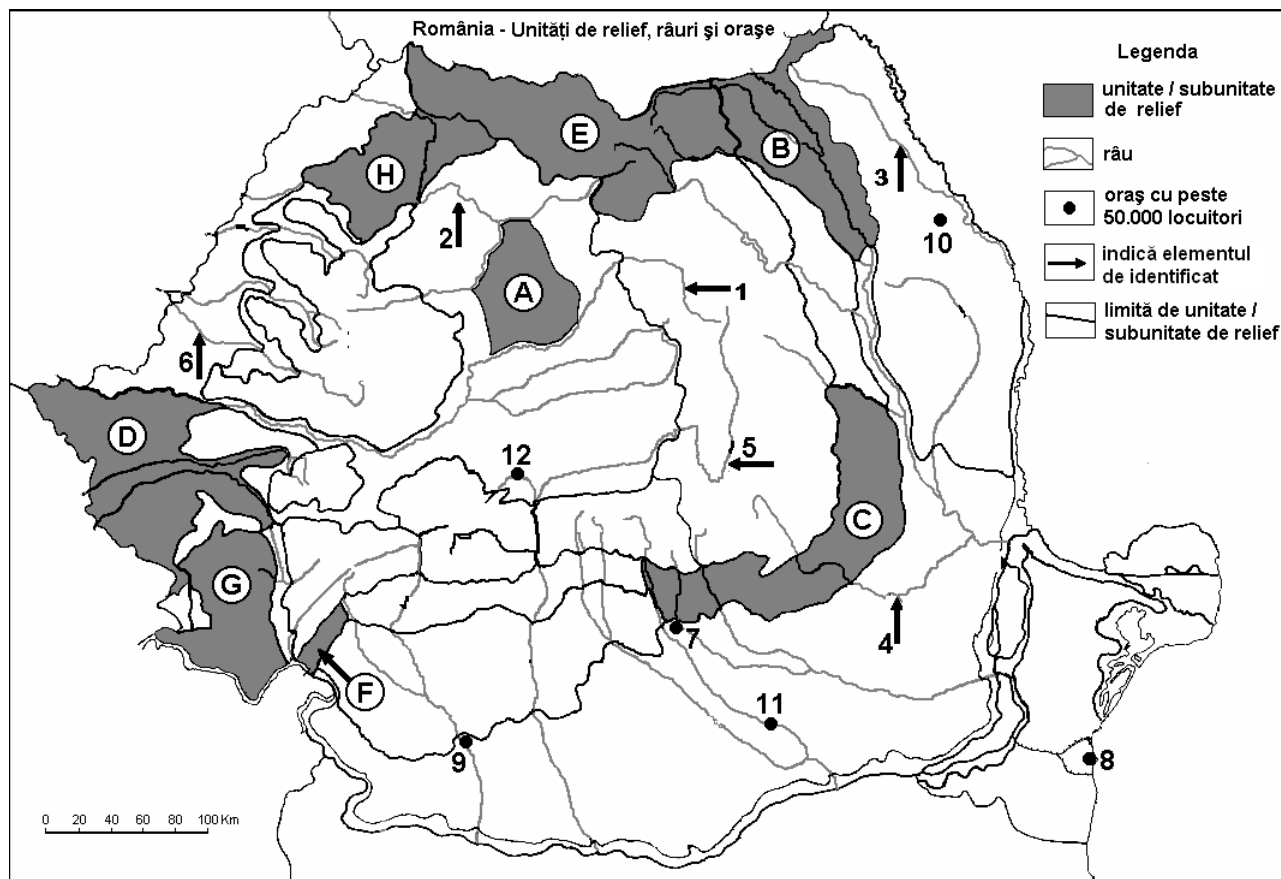 România - Unități de relief, râuri și orașe
Legenda
unitate / subunitate
de relief
râu
oraș cu peste
50.000 locuitori
indică elementul
de identificat
limită de unitate /
subunitate de relief
E
B
H
3
2
10
A
1
6
D
5
12
C
G
7
4
F
11
9
8
0 20 40 60 80 100 Km